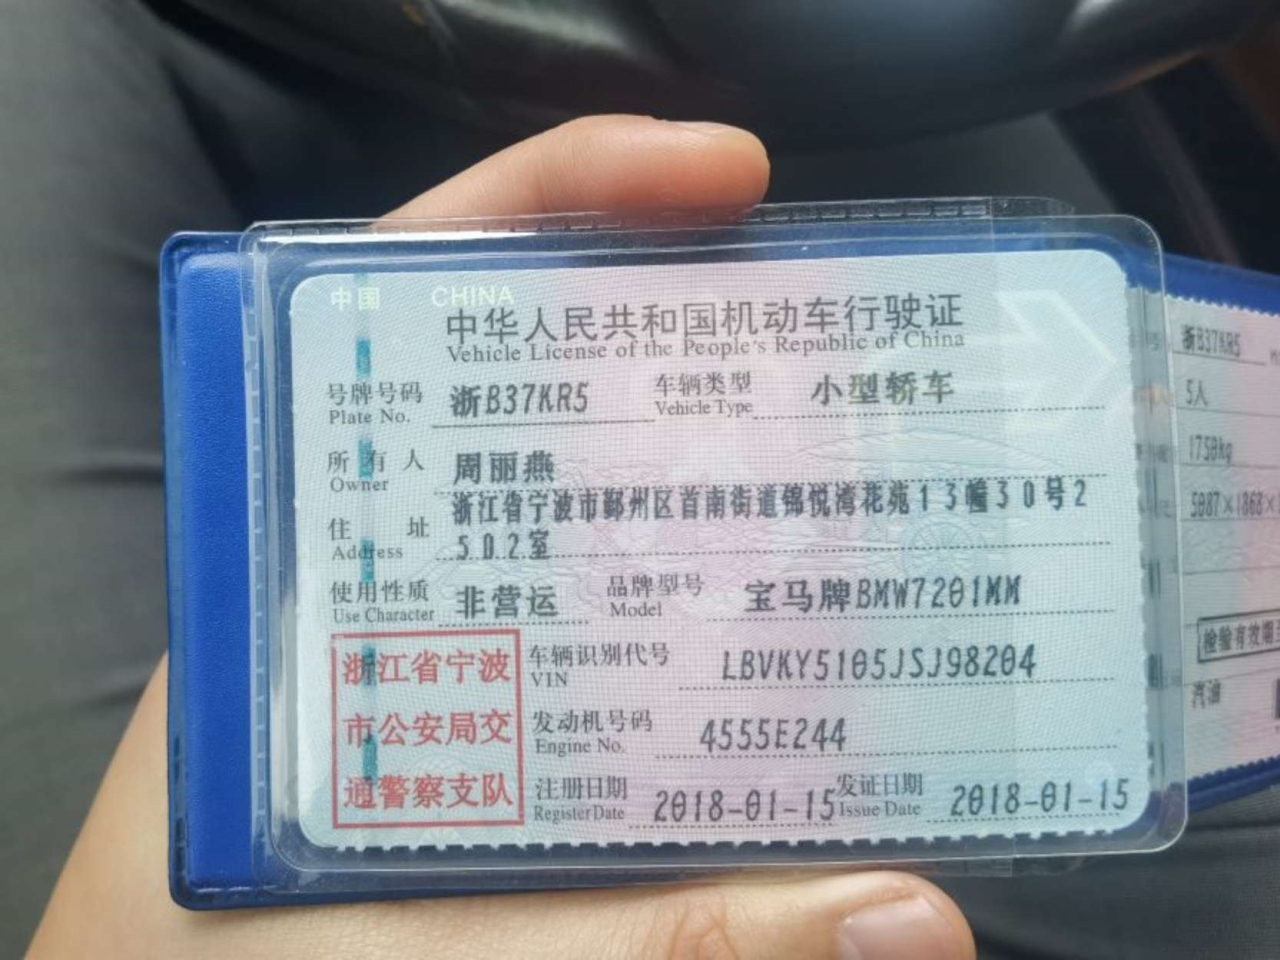 中国 CHINA
中华人民共和国机动车行驶证
Vehicle License of the People's Republic of China
号牌号码 浙B37KR5 车辆类型 小型轿车
Plate No. Vehicle Type
所有人 周丽燕
Owner
住址 浙江省宁波市鄞州区首南街道锦悦湾花苑13幢30号2
Address 502室
使用性质 非营运 品牌型号 宝马牌BMW7201MM
Use Character Model
浙江省宁波
市公安局交
通警察支队
车辆识别代号 LBVKY5105JSJ98204
VIN
发动机号码 4555E244
Engine No.
注册日期 2018-01-15 发证日期 2018-01-15
Register Date Issue Date
浙B37KR5
5人
1750kg
5087×1868×
检验有效期
汽油